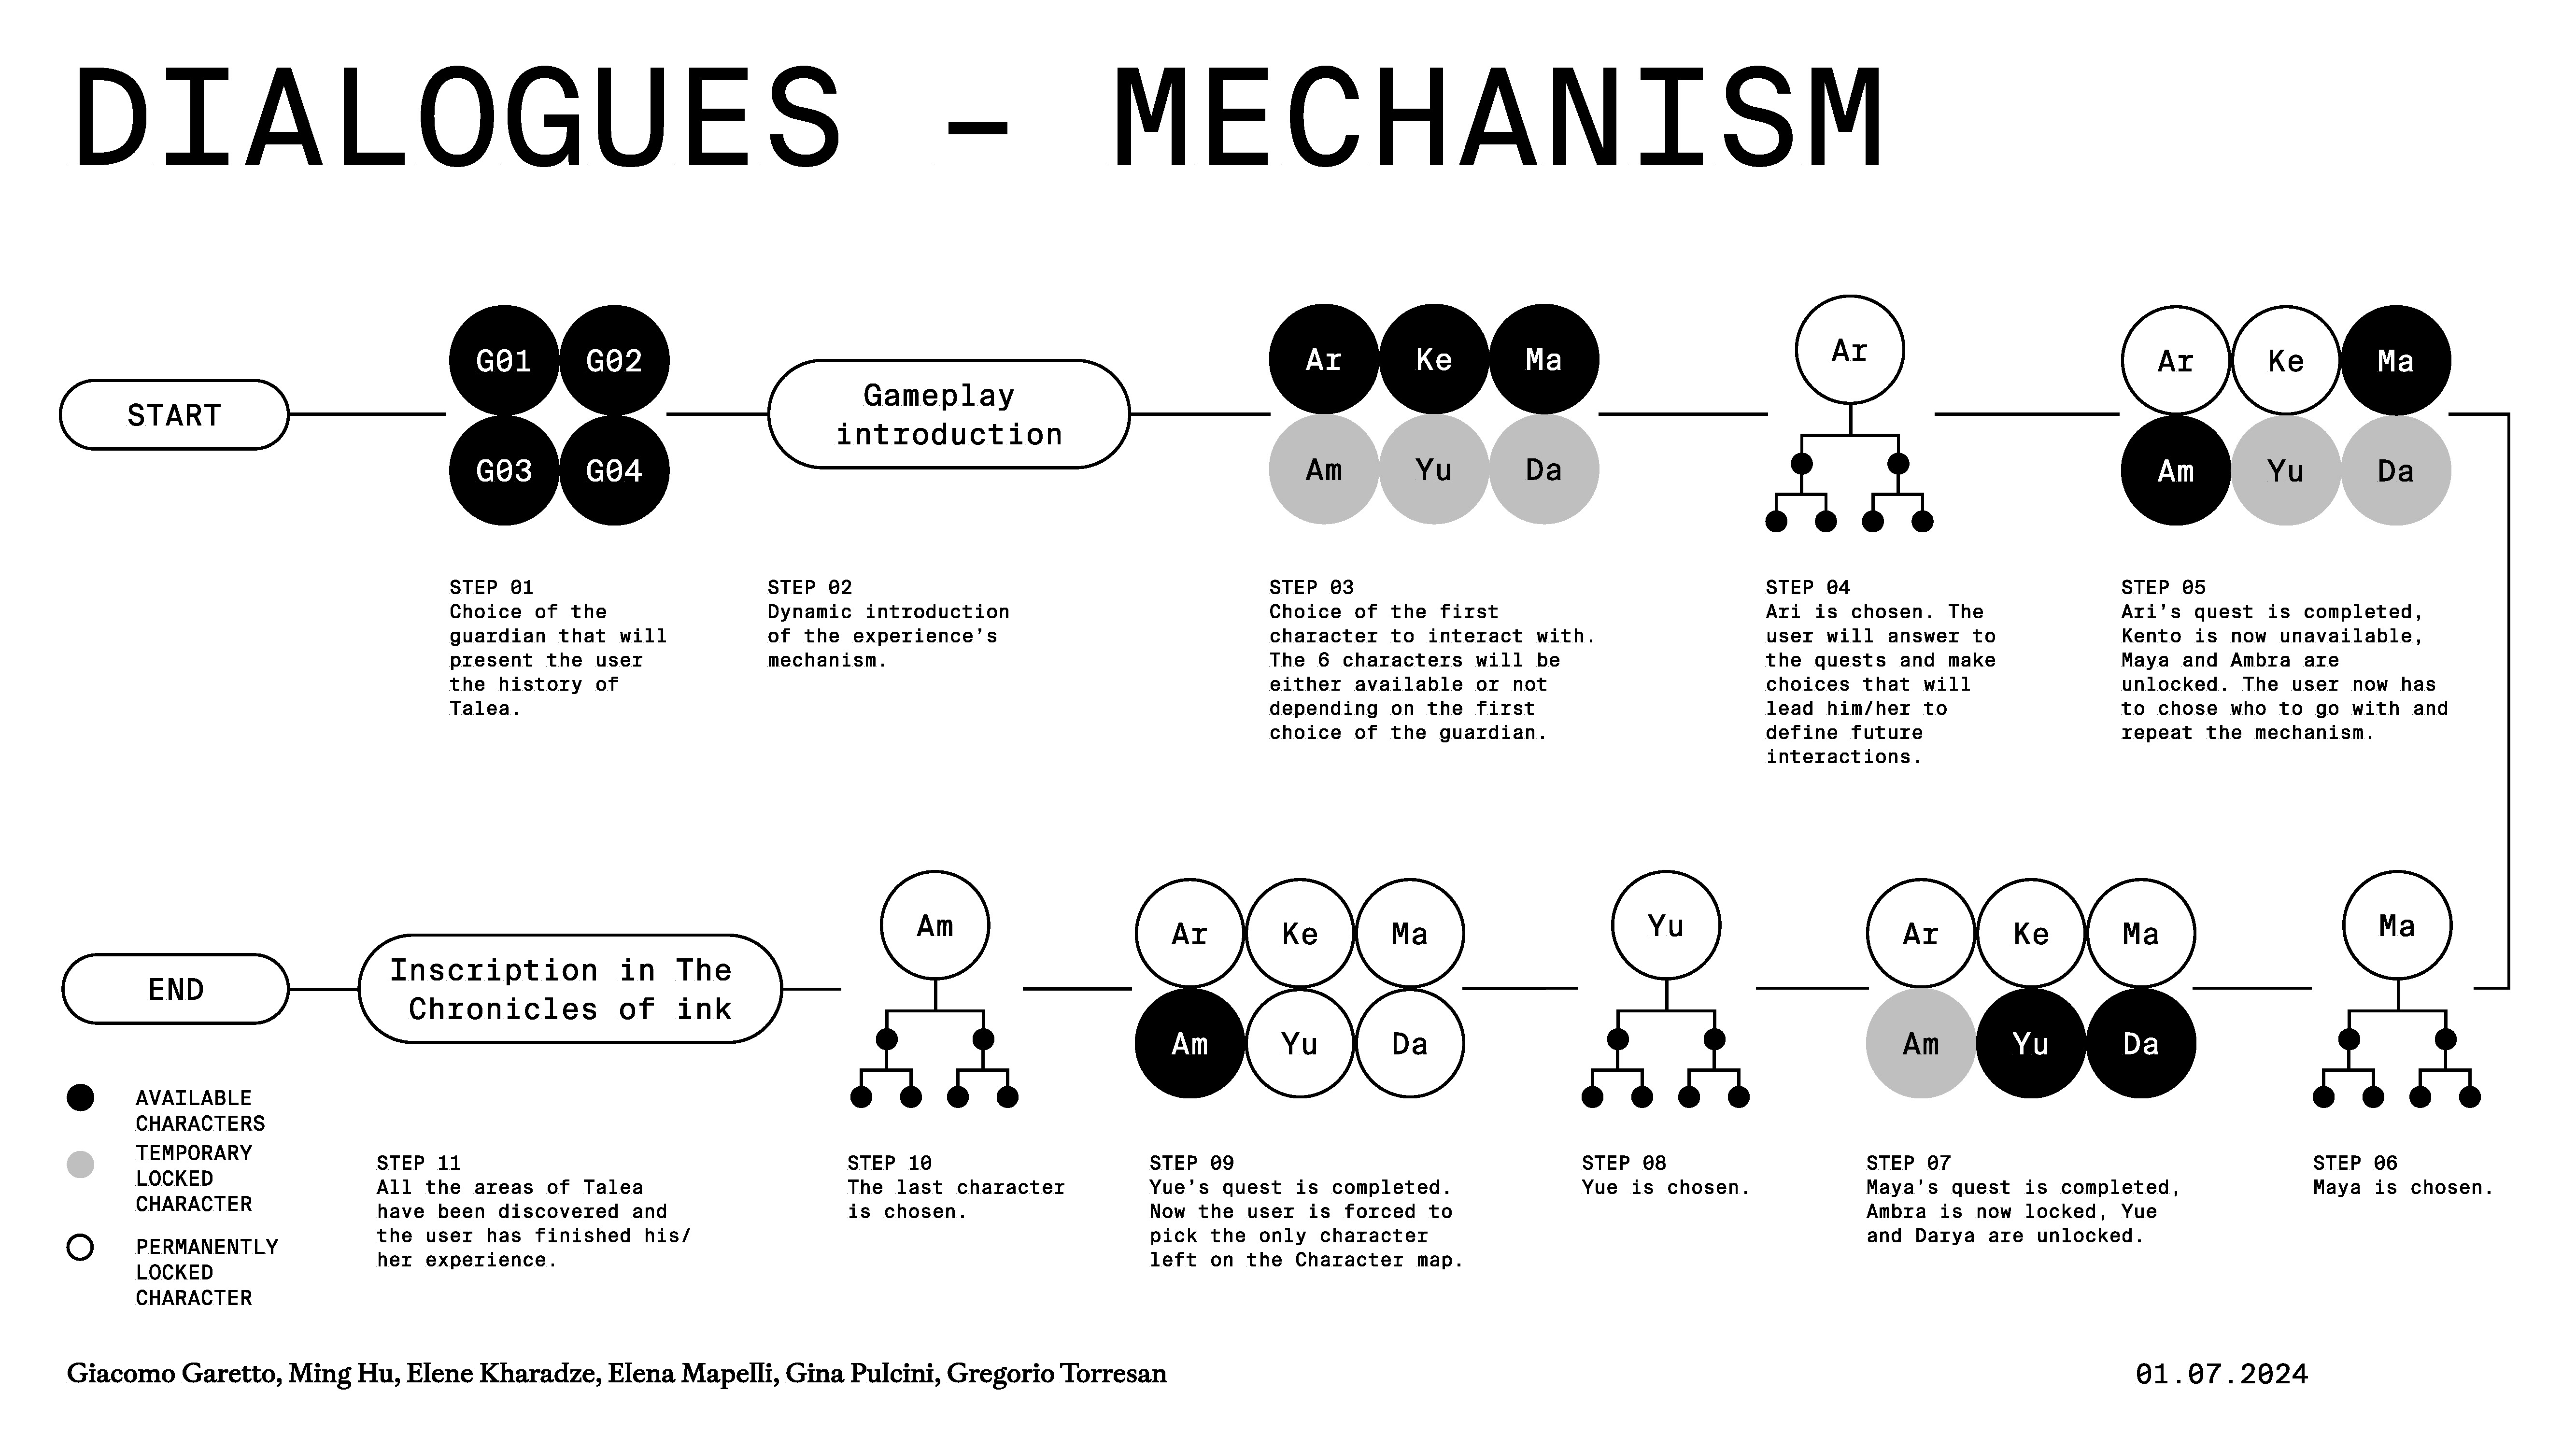 DIALOGUES – MECHANISM
START
G01 G02
G03 G04
Gameplay
introduction
Ar Ke Ma
Am Yu Da
Ar
Ar Ke Ma
Am Yu Da
STEP 01
Choice of the
guardian that will
present the user
the history of
Talea.
STEP 02
Dynamic introduction
of the experience's
mechanism.
STEP 03
Choice of the first
character to interact with.
The 6 characters will be
either available or not
depending on the first
choice of the guardian.
STEP 04
Ari is chosen. The
user will answer to
the quests and make
choices that will
lead him/her to
define future
interactions.
STEP 05
Ari's quest is completed,
Kento is now unavailable,
Maya and Ambra are
unlocked. The user now has
to chose who to go with and
repeat the mechanism.
Ma
Ar Ke Ma
Am Yu Da
Yu
Ar Ke Ma
Am Yu Da
Am
Inscription in The
Chronicles of ink
END
STEP 06
Maya is chosen.
STEP 07
Maya's quest is completed,
Ambra is now locked, Yue
and Darya are unlocked.
STEP 08
Yue is chosen.
STEP 09
Yue's quest is completed.
Now the user is forced to
pick the only character
left on the Character map.
STEP 10
The last character
is chosen.
STEP 11
All the areas of Talea
have been discovered and
the user has finished his/
her experience.
AVAILABLE
CHARACTERS
TEMPORARY
LOCKED
CHARACTER
PERMANENTLY
LOCKED
CHARACTER
Giacomo Garetto, Ming Hu, Elene Kharadze, Elena Mapelli, Gina Pulcini, Gregorio Torresan
01.07.2024